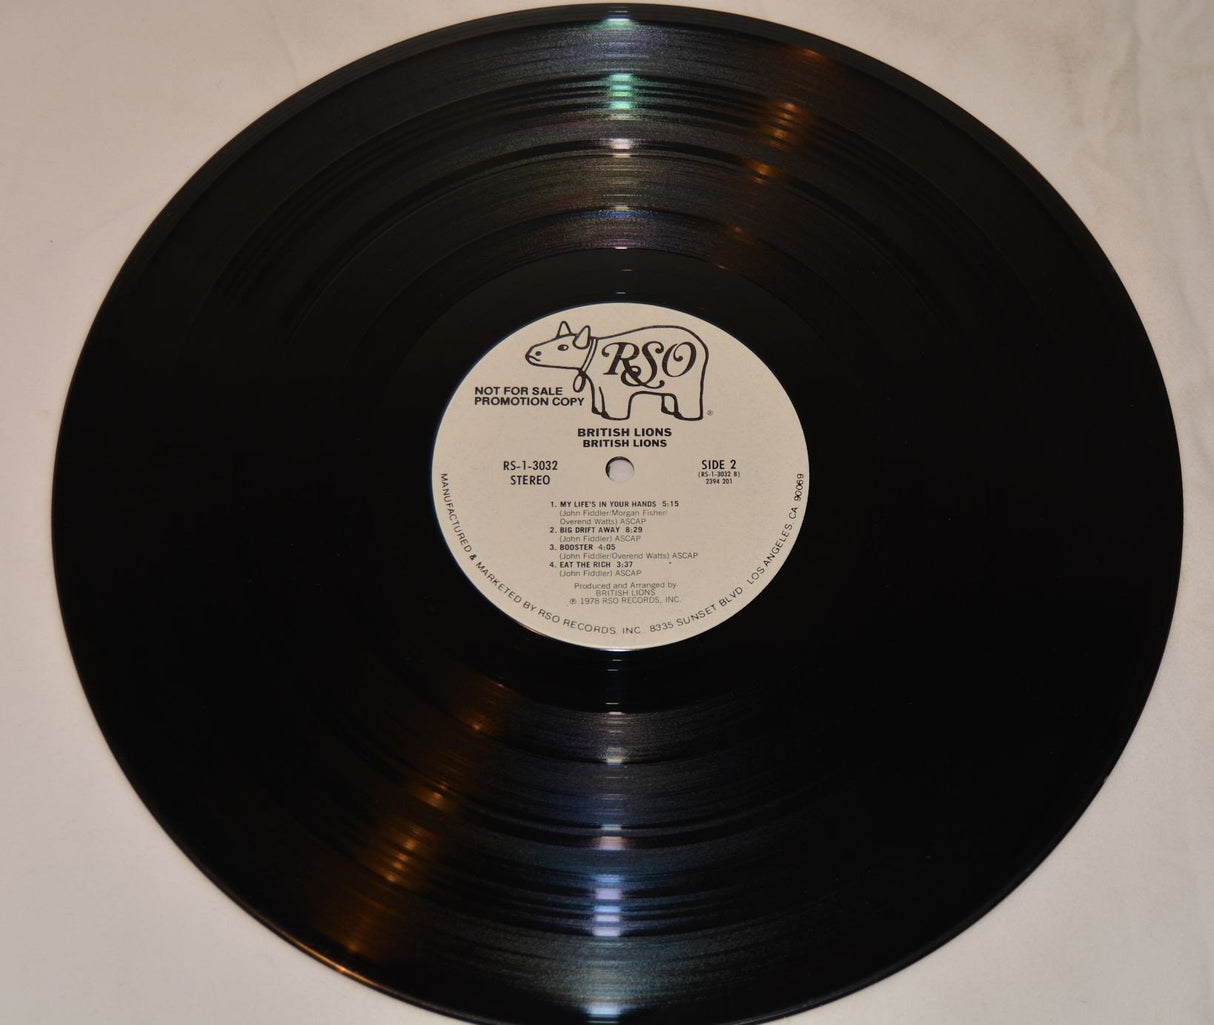 RSO
®
NOT FOR SALE
PROMOTION COPY
BRITISH LIONS
BRITISH LIONS
RS-1-3032
STEREO
SIDE 2
(RS-1-3032 B)
2394 201
1. MY LIFE'S IN YOUR HANDS 5:15
(John Fiddler/Morgan Fisher/
Overend Watts) ASCAP
2. BIG DRIFT AWAY 8:29
(John Fiddler) ASCAP
3. BOOSTER 4:05
(John Fiddler/Overend Watts) ASCAP
4. EAT THE RICH 3:37
(John Fiddler) ASCAP
Produced and Arranged by
BRITISH LIONS
℗ 1978 RSO RECORDS, INC.
MANUFACTURED & MARKETED BY RSO RECORDS, INC. 8335 SUNSET BLVD. LOS ANGELES, CA. 90069